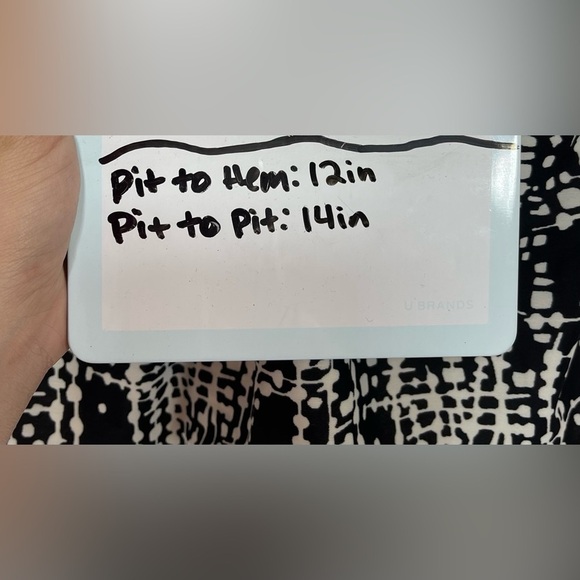 Pit to Hem: 12in
Pit to Pit: 14in
U BRANDS